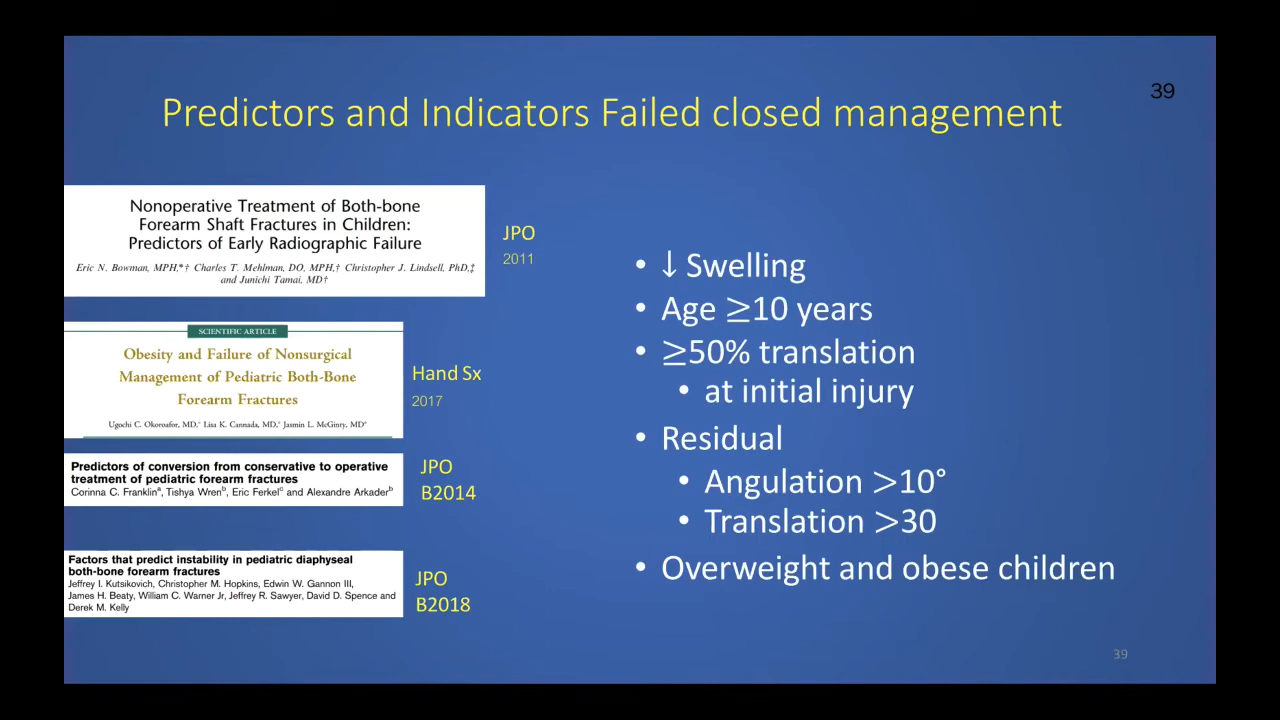 39
Predictors and Indicators Failed closed management
Nonoperative Treatment of Both-bone
Forearm Shaft Fractures in Children:
Predictors of Early Radiographic Failure
Eric N. Bowman, MPH,*† Charles T. Mehlman, DO, MPH,† Christopher J. Lindsell, PhD,‡
and Junichi Tamai, MD†
JPO
2011
SCIENTIFIC ARTICLE
Obesity and Failure of Nonsurgical
Management of Pediatric Both-Bone
Forearm Fractures
Ugochi C. Okoroafor, MD,* Lisa K. Cannada, MD,* Jasmin L. McGinty, MD*
Hand Sx
2017
Predictors of conversion from conservative to operative
treatment of pediatric forearm fractures
Corinna C. Franklinᵃ, Tishya Wrenᵇ, Eric Ferkelᶜ and Alexandre Arkaderᵇ
JPO
B2014
Factors that predict instability in pediatric diaphyseal
both-bone forearm fractures
Jeffrey I. Kutsikovich, Christopher M. Hopkins, Edwin W. Gannon III,
James H. Beaty, William C. Warner Jr, Jeffrey R. Sawyer, David D. Spence and
Derek M. Kelly
JPO
B2018
• ↓ Swelling
• Age ≥10 years
• ≥50% translation
• at initial injury
• Residual
• Angulation >10°
• Translation >30
• Overweight and obese children
39